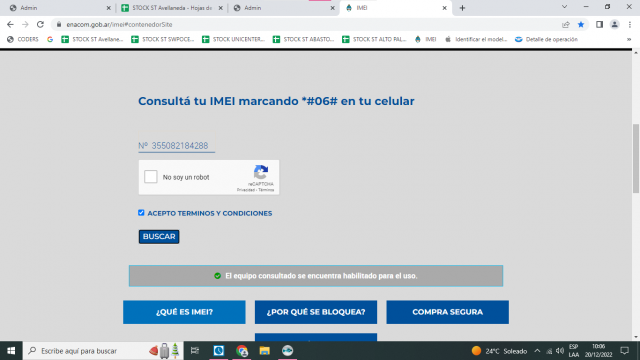 Admin
STOCK ST Avellaneda - Hojas de
Admin
IMEI
enacom.gob.ar/imei#contenedorSite
CODERS
STOCK ST Avellane...
STOCK ST SWPOCE...
STOCK UNICENTER...
STOCK ST ABASTO...
STOCK ST ALTO PAL...
IMEI
Identificar el model...
Detalle de operación
Consultá tu IMEI marcando *#06# en tu celular
Nº 355082184288
No soy un robot
reCAPTCHA
Privacidad - Términos
ACEPTO TERMINOS Y CONDICIONES
BUSCAR
El equipo consultado se encuentra habilitado para el uso.
¿QUÉ ES IMEI?
¿POR QUÉ SE BLOQUEA?
COMPRA SEGURA
Escribe aquí para buscar
24°C Soleado
ESP
LAA
10:06
20/12/2022